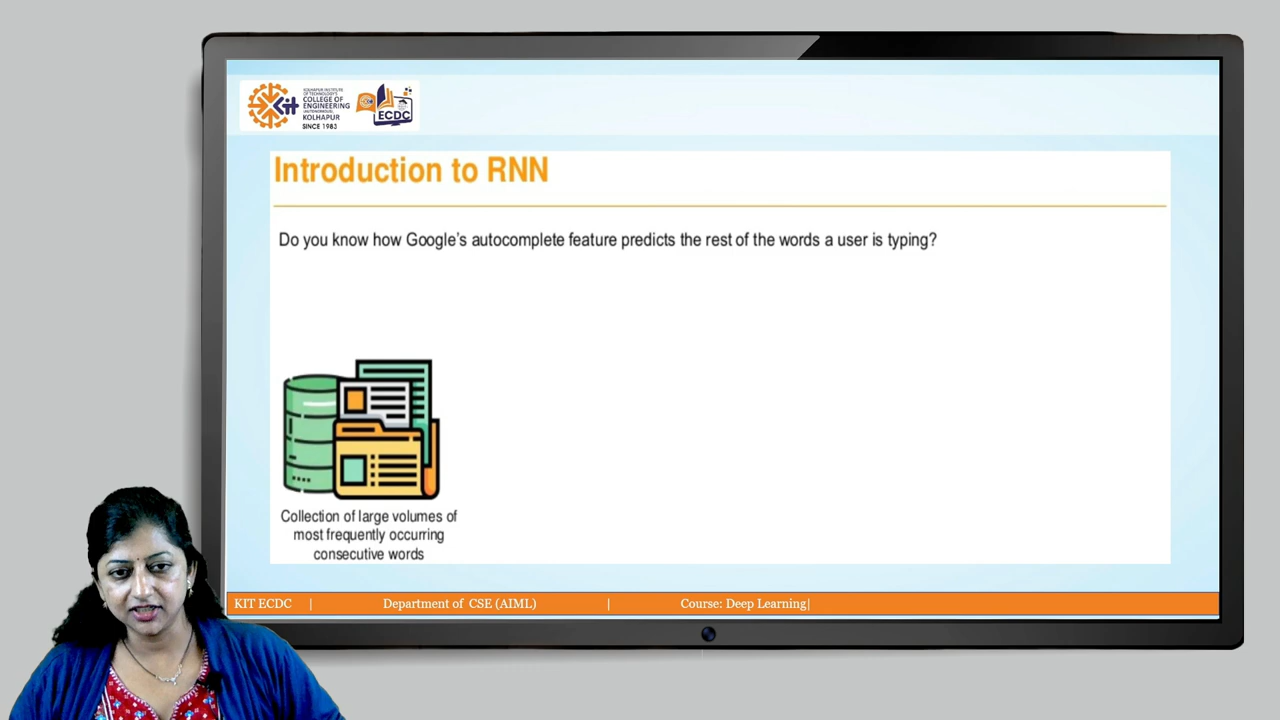 KOLHAPUR INSTITUTE
OF TECHNOLOGY'S
COLLEGE OF
ENGINEERING
(AUTONOMOUS),
KOLHAPUR
SINCE 1983
Kit
ECDC
Introduction to RNN
Do you know how Google's autocomplete feature predicts the rest of the words a user is typing?
Collection of large volumes of
most frequently occurring
consecutive words
KIT ECDC | Department of CSE (AIML) | Course: Deep Learning|